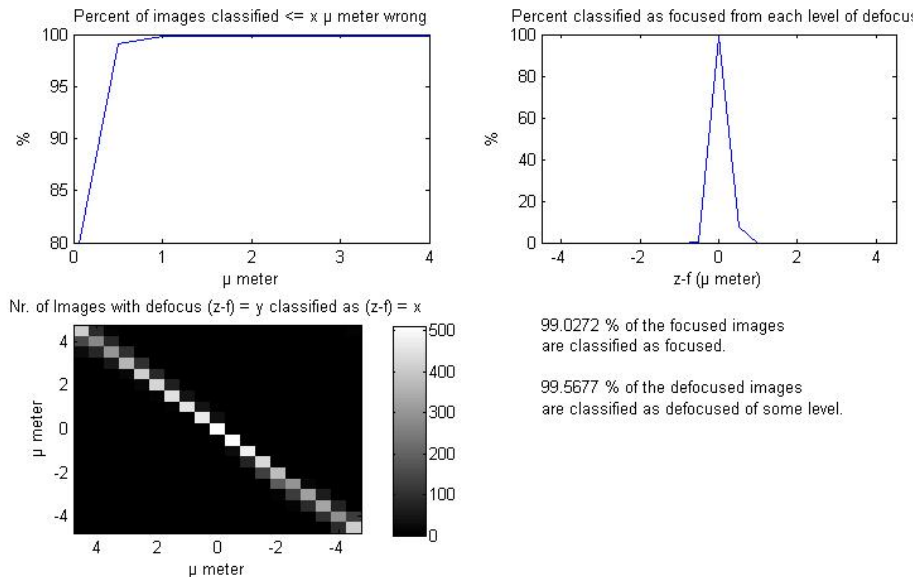 Percent of images classified <= x μ meter wrong
100
95
90
85
80
%
0 1 2 3 4
μ meter
Percent classified as focused from each level of defocus
100
80
60
40
20
0
%
-4 -2 0 2 4
z-f (μ meter)
Nr. of Images with defocus (z-f) = y classified as (z-f) = x
4
2
0
-2
-4
μ meter
4 2 0 -2 -4
μ meter
500
400
300
200
100
0
99.0272 % of the focused images
are classified as focused.
99.5677 % of the defocused images
are classified as defocused of some level.